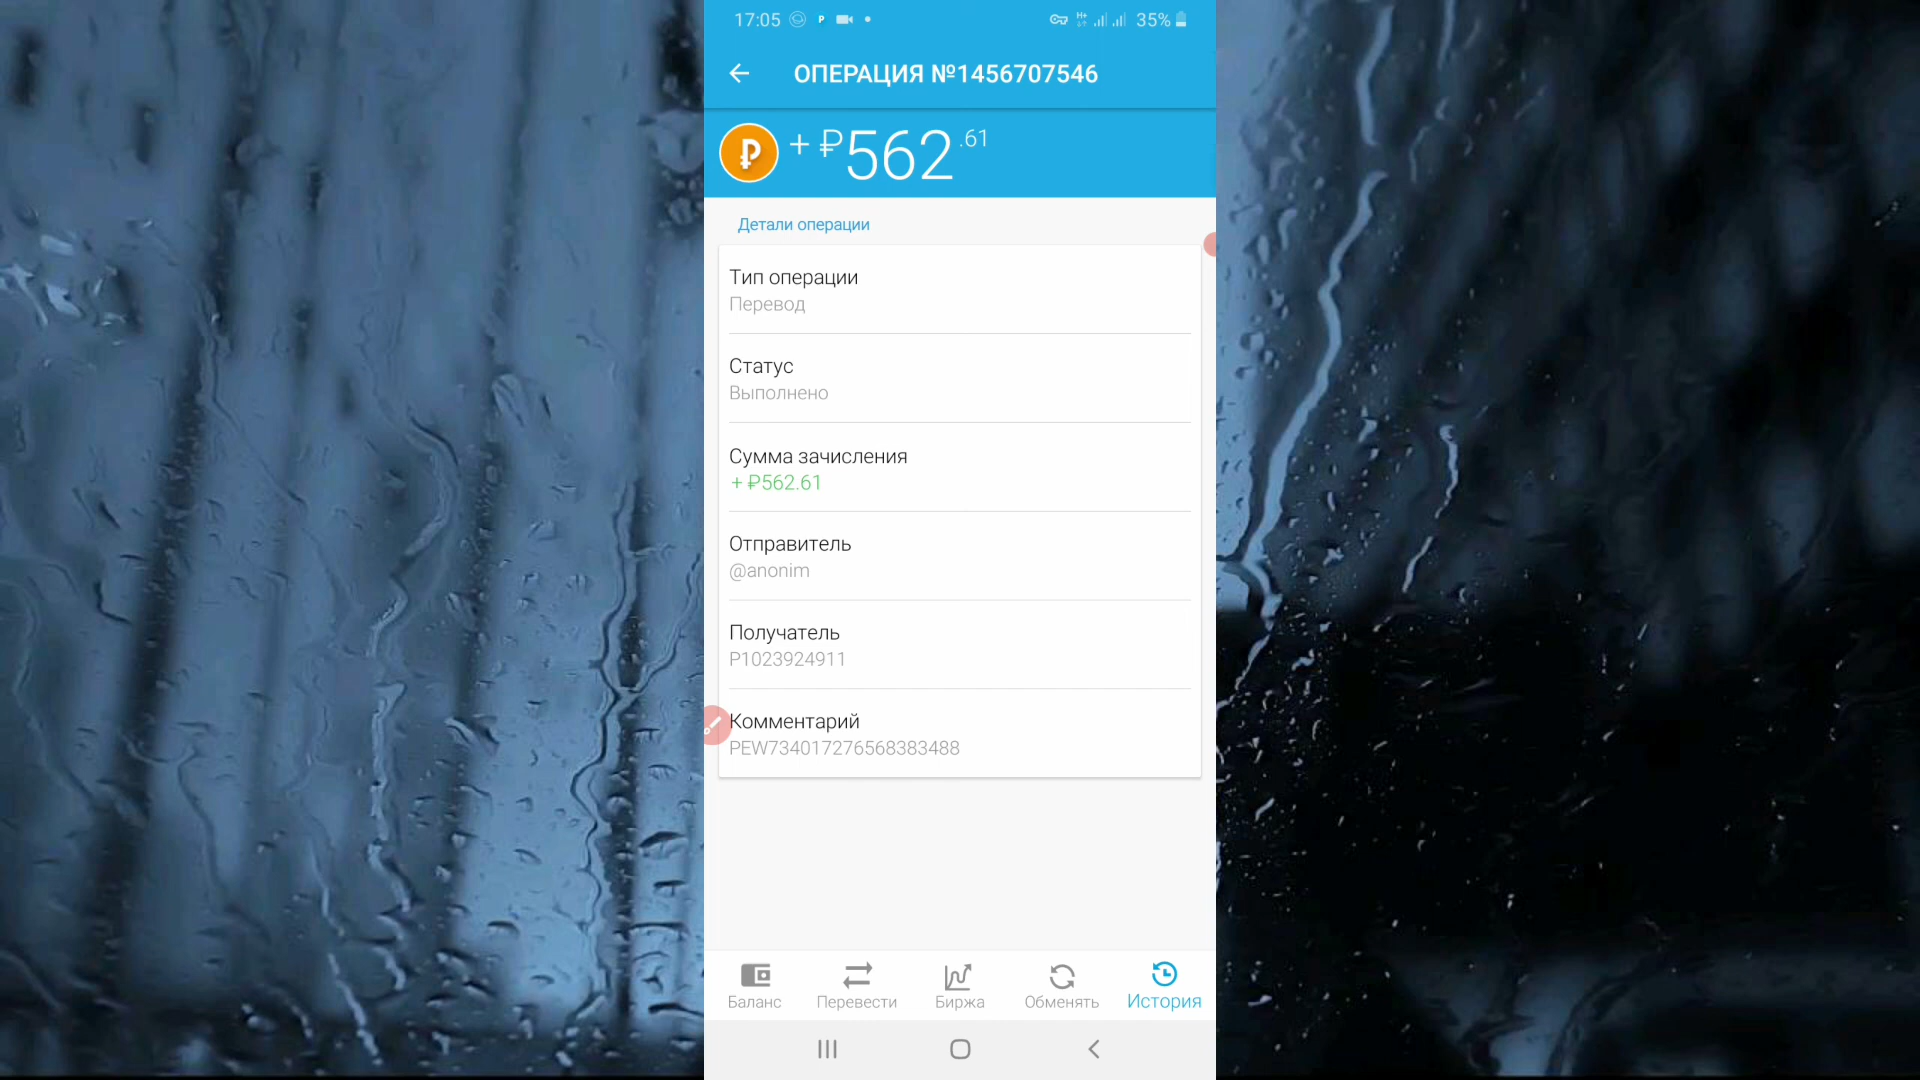 17:05 P 35%
ОПЕРАЦИЯ №1456707546
+ ₽562.61
Детали операции
Тип операции
Перевод
Статус
Выполнено
Сумма зачисления
+ ₽562.61
Отправитель
@anonim
Получатель
P1023924911
Комментарий
PEW734017276568383488
Баланс Перевести Биржа Обменять История